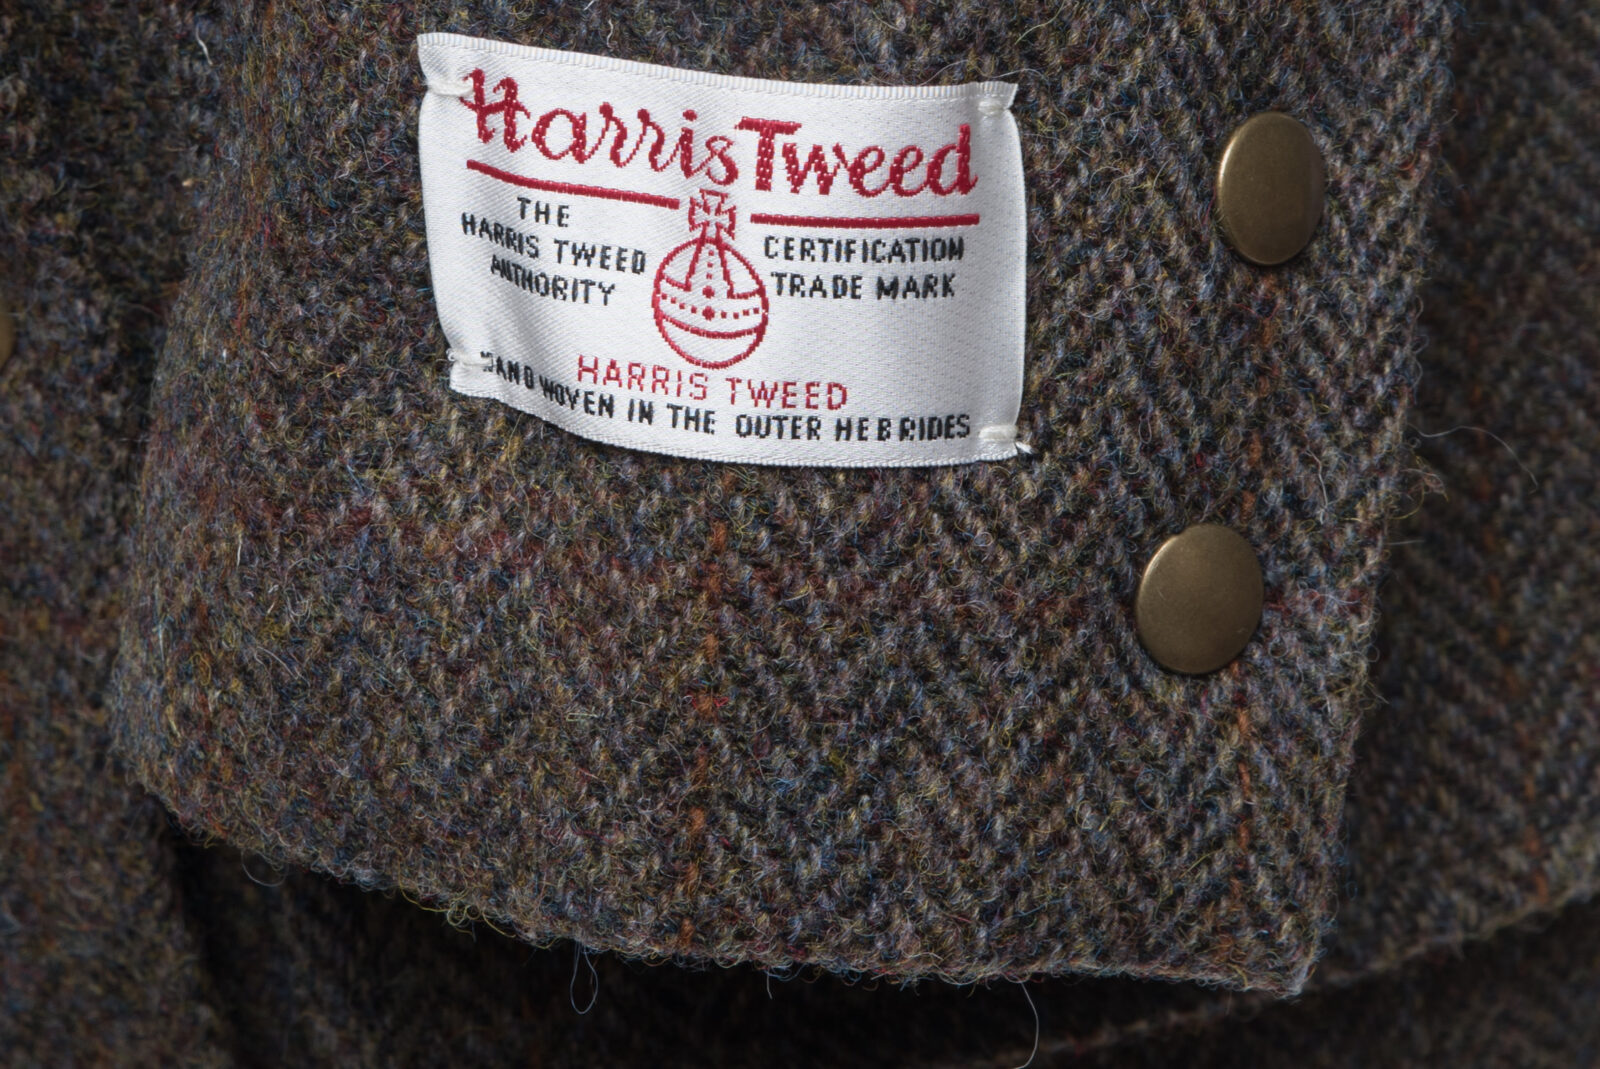 Harris Tweed
THE
HARRIS TWEED
AUTHORITY
CERTIFICATION
TRADE MARK
HARRIS TWEED
HAND WOVEN IN THE OUTER HEBRIDES